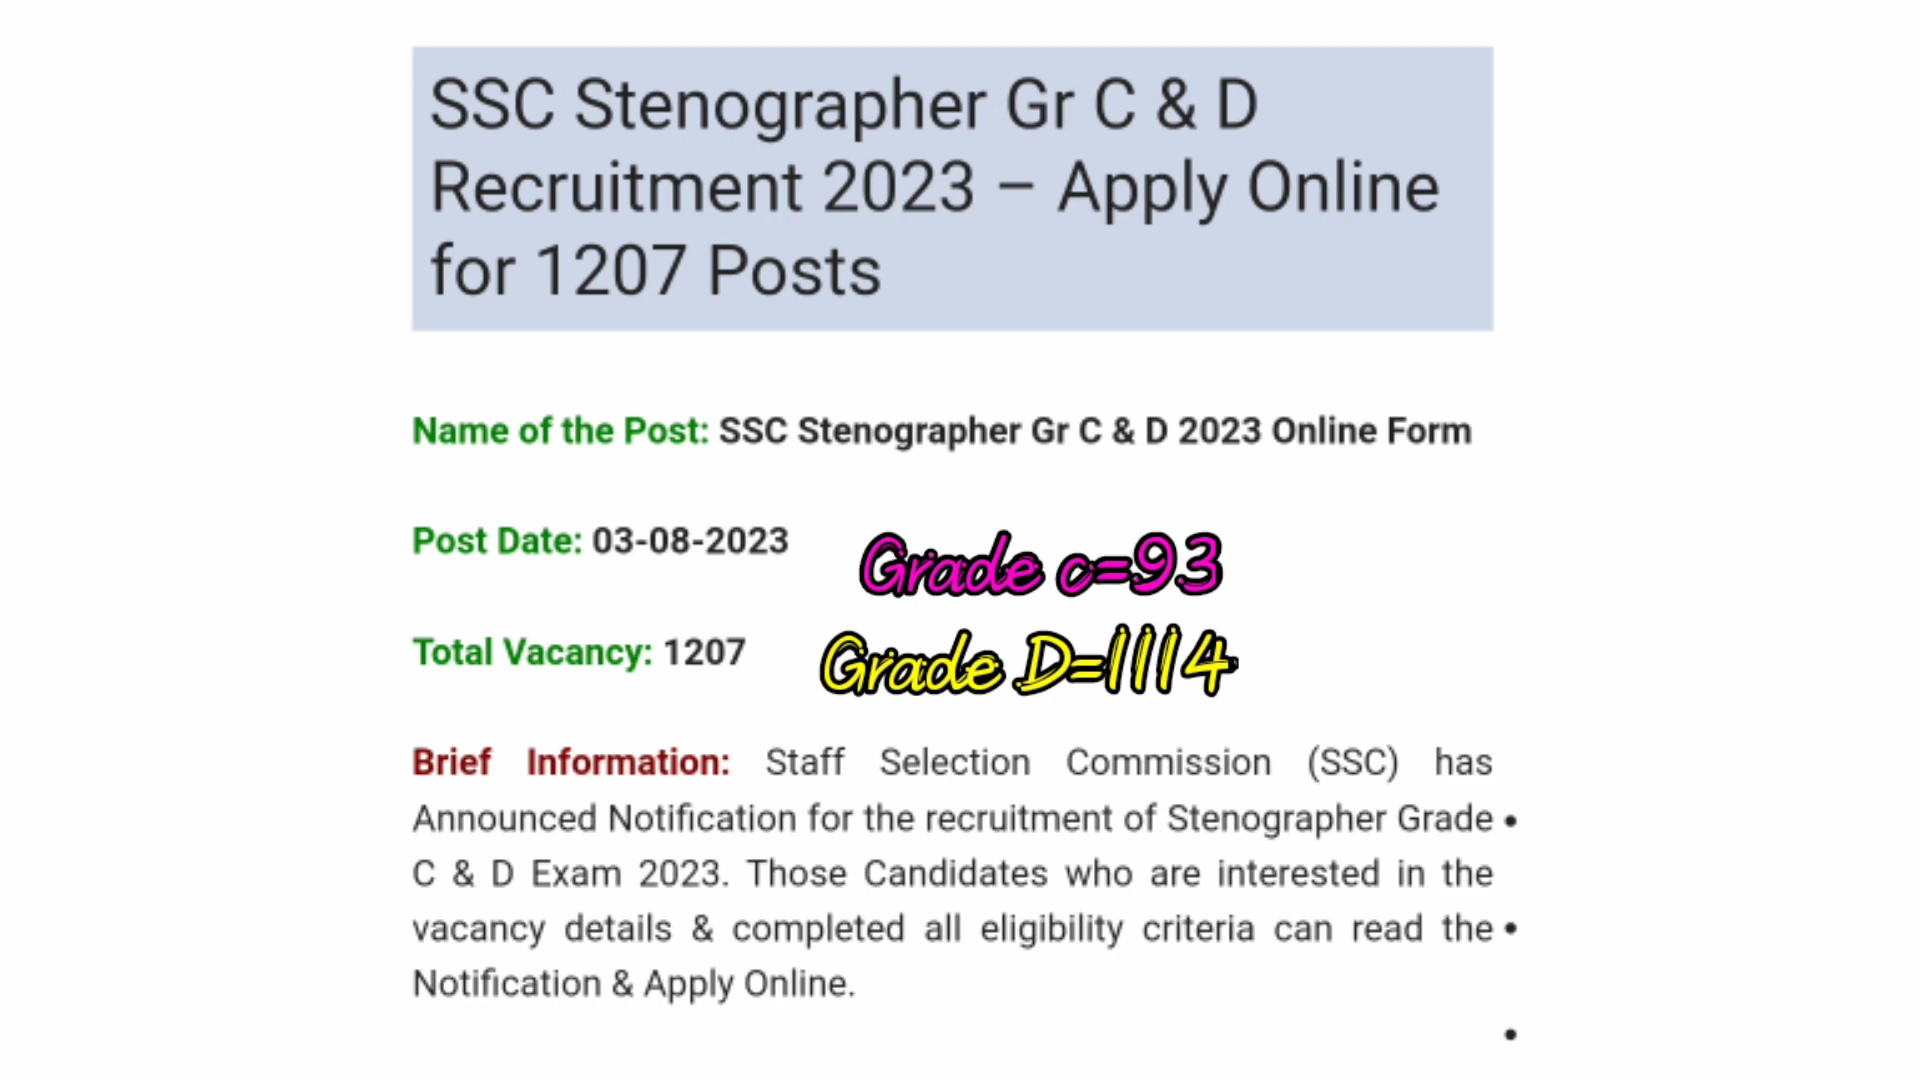 SSC Stenographer Gr C & D
Recruitment 2023 – Apply Online
for 1207 Posts
Name of the Post: SSC Stenographer Gr C & D 2023 Online Form
Post Date: 03-08-2023
Grade c=93
Total Vacancy: 1207
Grade D=1114
Brief Information: Staff Selection Commission (SSC) has
Announced Notification for the recruitment of Stenographer Grade
C & D Exam 2023. Those Candidates who are interested in the
vacancy details & completed all eligibility criteria can read the
Notification & Apply Online.